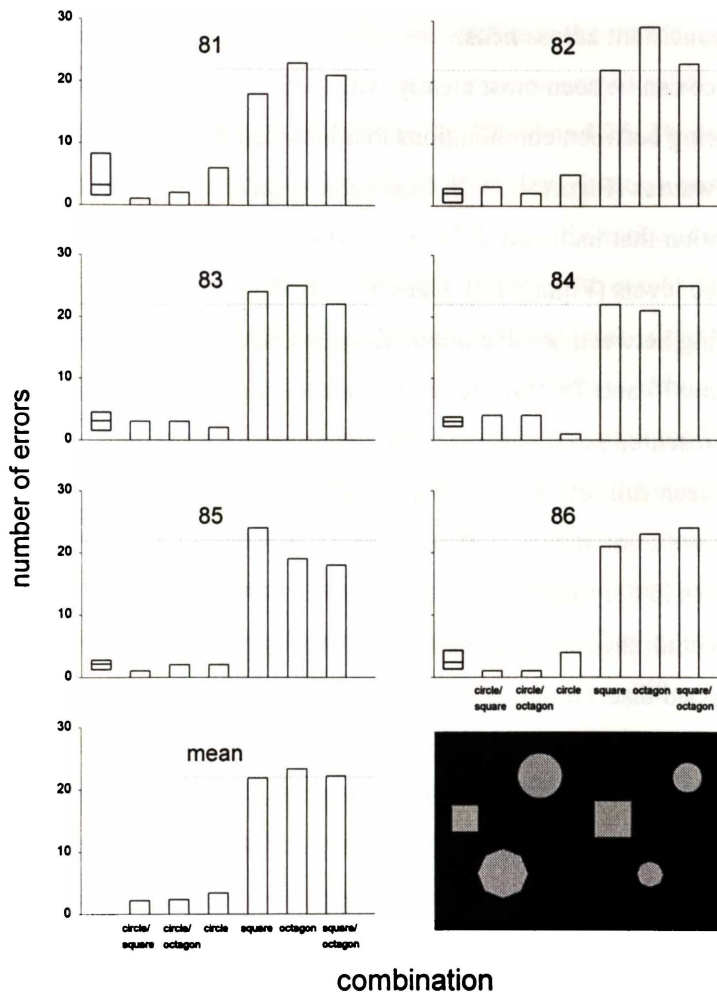 81
82
30
20
10
0
83
84
30
20
10
0
85
86
30
20
10
0
circle/ square
circle/ octagon
circle
square
octagon
square/ octagon
mean
30
20
10
0
circle/ square
circle/ octagon
circle
square
octagon
square/ octagon
number of errors
combination